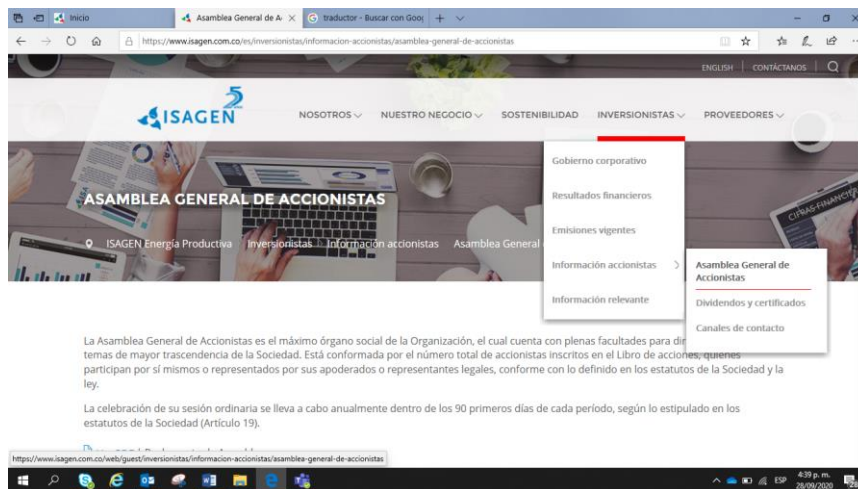 Inicio
Asamblea General de A
traductor - Buscar con Goog
https://www.isagen.com.co/es/inversionistas/informacion-accionistas/asamblea-general-de-accionistas
ENGLISH | CONTÁCTANOS
ISAGEN
NOSOTROS NUESTRO NEGOCIO SOSTENIBILIDAD INVERSIONISTAS PROVEEDORES
Gobierno corporativo
Resultados financieros
Emisiones vigentes
Información accionistas
Información relevante
Asamblea General de
Accionistas
Dividendos y certificados
Canales de contacto
CIFRAS FINANCIE
ASAMBLEA GENERAL DE ACCIONISTAS
ISAGEN Energía Productiva Inversionistas Información accionistas Asamblea General
La Asamblea General de Accionistas es el máximo órgano social de la Organización, el cual cuenta con plenas facultades para dir
temas de mayor trascendencia de la Sociedad. Está conformada por el número total de accionistas inscritos en el Libro de acciones, quienes
participan por sí mismos o representados por sus apoderados o representantes legales, conforme con lo definido en los estatutos de la Sociedad y la
ley.
La celebración de su sesión ordinaria se lleva a cabo anualmente dentro de los 90 primeros días de cada período, según lo estipulado en los
estatutos de la Sociedad (Artículo 19).
https://www.isagen.com.co/web/guest/inversionistas/informacion-accionistas/asamblea-general-de-accionistas
ESP
4:39 p. m.
28/09/2020